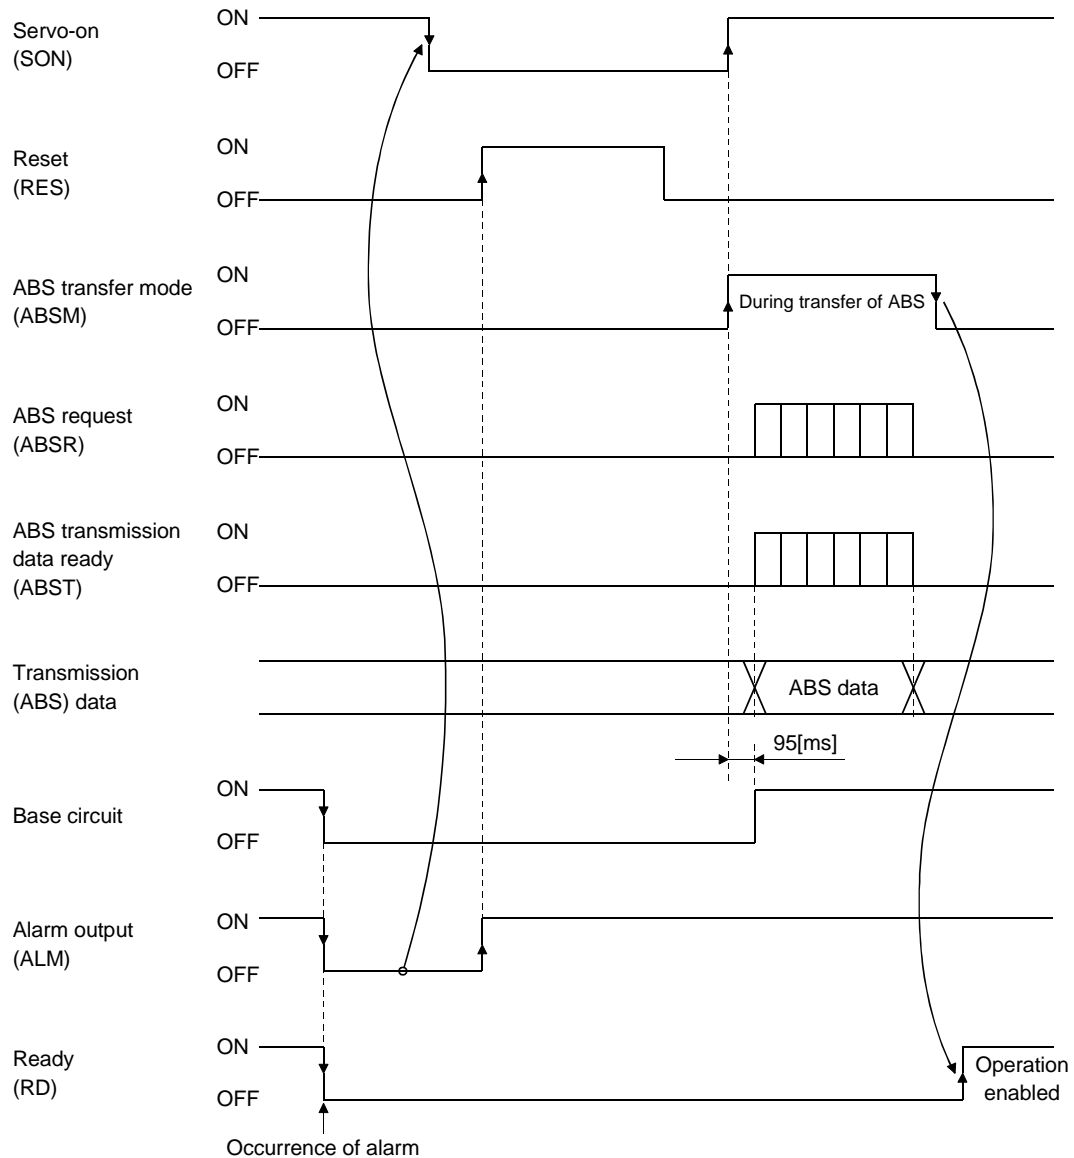 Servo-on
(SON)
ON
OFF
Reset
(RES)
ON
OFF
ABS transfer mode
(ABSM)
ON
OFF
During transfer of ABS
ABS request
(ABSR)
ON
OFF
ABS transmission
data ready
(ABST)
ON
OFF
Transmission
(ABS) data
ABS data
95[ms]
Base circuit
ON
OFF
Alarm output
(ALM)
ON
OFF
Ready
(RD)
ON
OFF
Operation
enabled
Occurrence of alarm